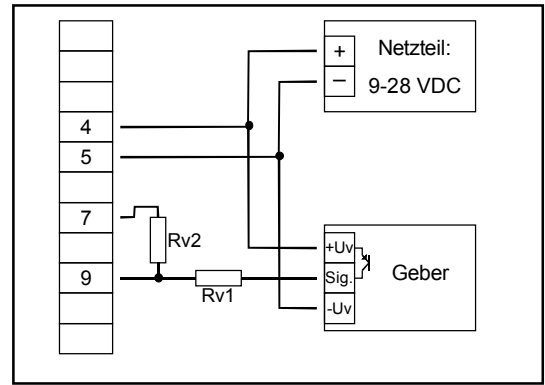 +
Netzteil:
–
9-28 VDC
4
5
7
Rv2
+Uv
9
Rv1
Sig.
Geber
-Uv